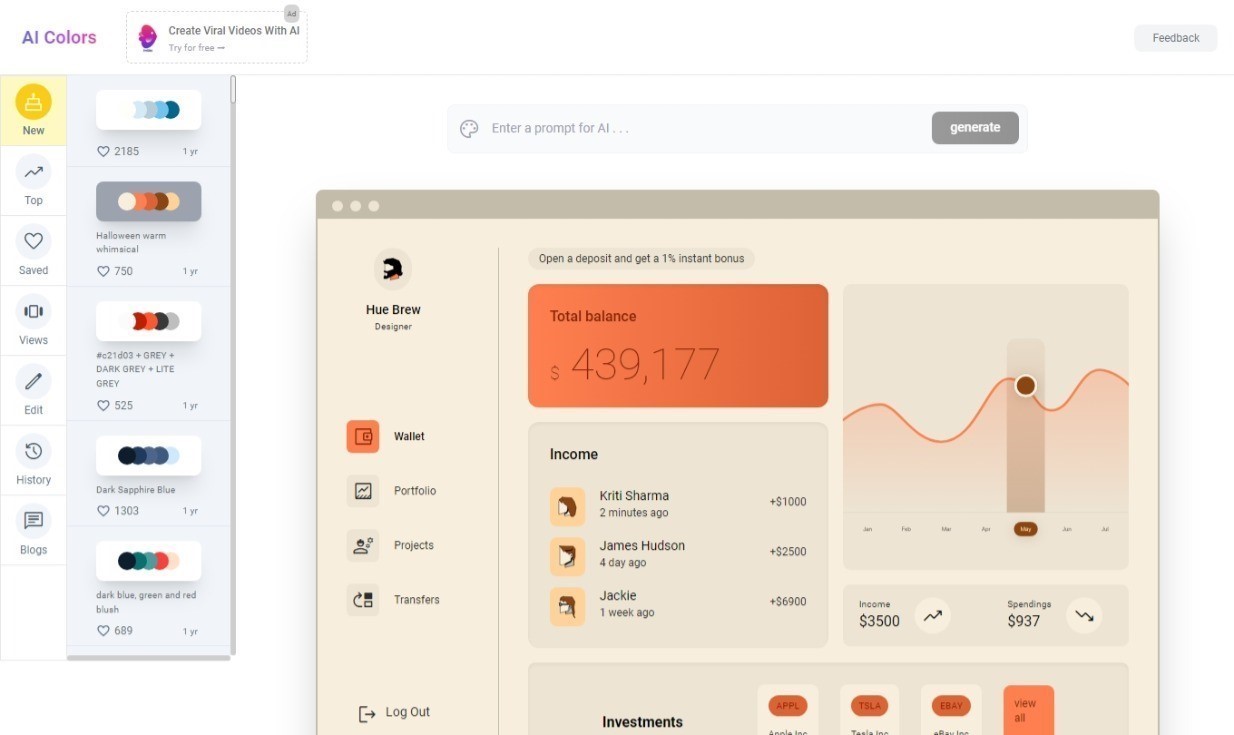 AI Colors
Ad
Create Viral Videos With AI
Try for free →
Feedback
New
Top
Saved
Views
Edit
History
Blogs
2185
1 yr
Halloween warm
whimsical
750
1 yr
#c21d03 + GREY +
DARK GREY + LITE
GREY
525
1 yr
Dark Sapphire Blue
1303
1 yr
dark blue, green and red
blush
689
1 yr
Enter a prompt for AI . . .
generate
Hue Brew
Designer
Wallet
Portfolio
Projects
Transfers
Log Out
Open a deposit and get a 1% instant bonus
Total balance
$ 439,177
Income
Kriti Sharma
2 minutes ago
+$1000
James Hudson
4 day ago
+$2500
Jackie
1 week ago
+$6900
Jan Feb Mar Apr May Jun Jul
Income
$3500
Spendings
$937
Investments
APPL
Apple Inc
TSLA
Tesla Inc
EBAY
eBay Inc
view
all